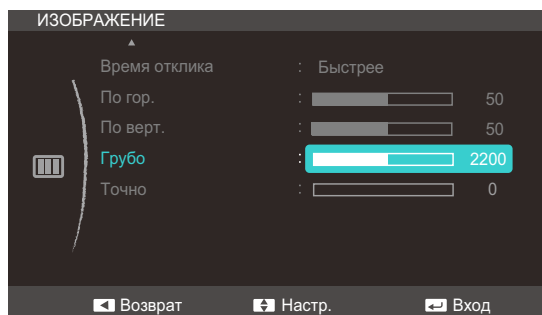 ИЗОБРАЖЕНИЕ
Время отклика : Быстрее
По гор. : 50
По верт. : 50
Грубо : 2200
Точно : 0
Возврат Настр. Вход